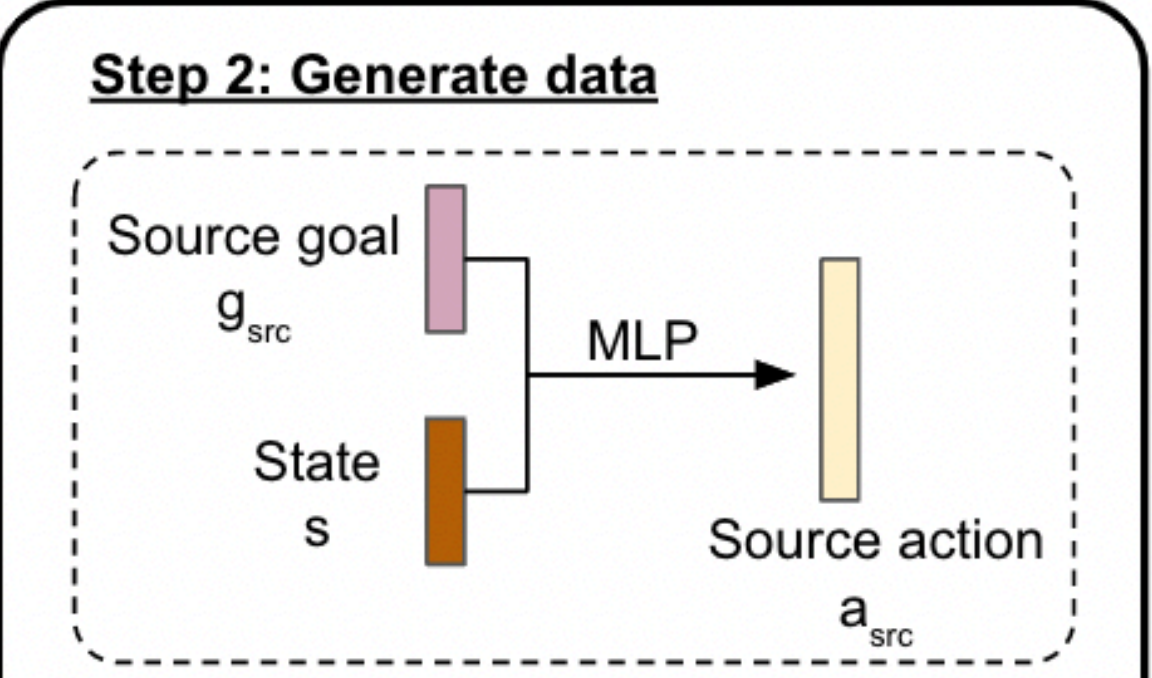 Step 2: Generate data
Source goal
g_src
MLP
State
s
Source action
a_src